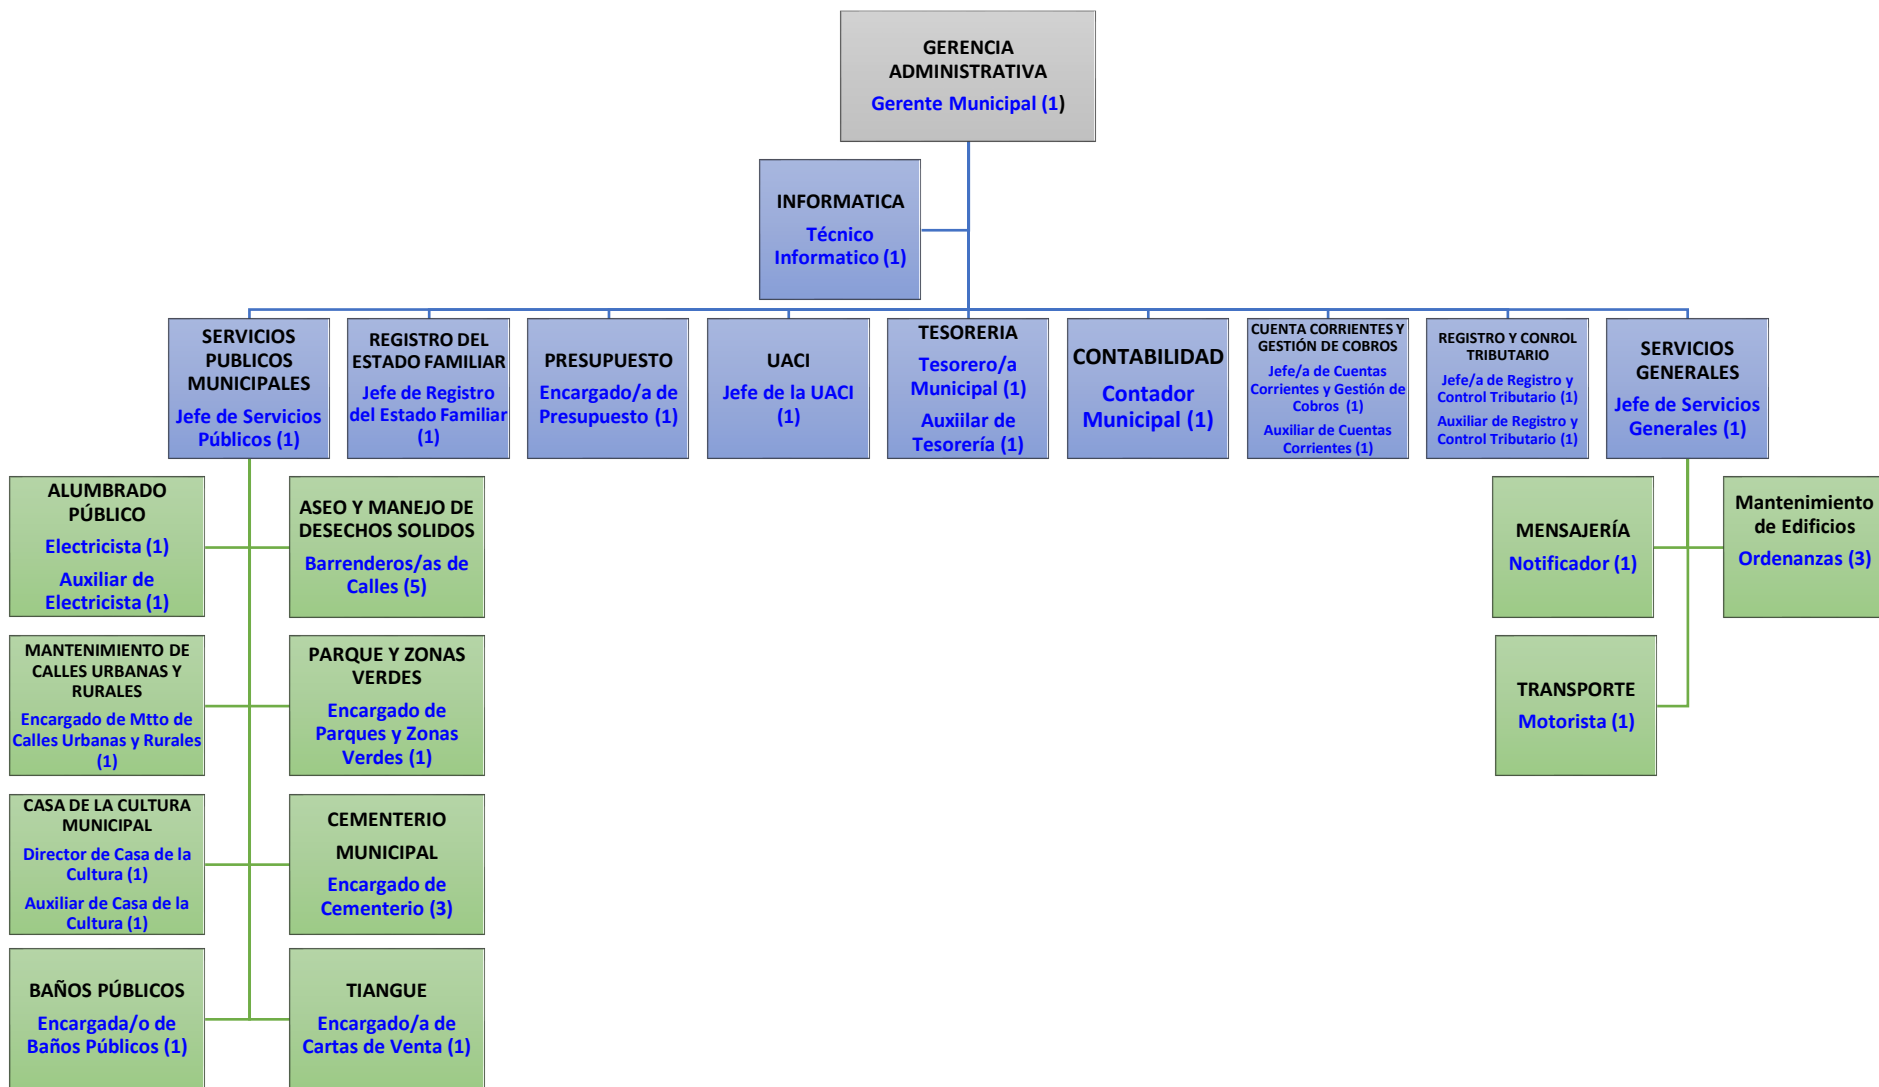 GERENCIA
ADMINISTRATIVA
Gerente Municipal (1)
INFORMATICA
Técnico
Informatico (1)
SERVICIOS
PUBLICOS
MUNICIPALES
Jefe de Servicios
Públicos (1)
REGISTRO DEL
ESTADO FAMILIAR
Jefe de Registro
del Estado Familiar
(1)
PRESUPUESTO
Encargado/a de
Presupuesto (1)
UACI
Jefe de la UACI
(1)
TESORERIA
Tesorero/a
Municipal (1)
Auxiilar de
Tesorería (1)
CONTABILIDAD
Contador
Municipal (1)
CUENTA CORRIENTES Y
GESTIÓN DE COBROS
Jefe/a de Cuentas
Corrientes y Gestión de
Cobros (1)
Auxiliar de Cuentas
Corrientes (1)
REGISTRO Y CONROL
TRIBUTARIO
Jefe/a de Registro y
Control Tributario (1)
Auxiliar de Registro y
Control Tributario (1)
SERVICIOS
GENERALES
Jefe de Servicios
Generales (1)
ALUMBRADO
PÚBLICO
Electricista (1)
Auxiliar de
Electricista (1)
ASEO Y MANEJO DE
DESECHOS SOLIDOS
Barrenderos/as de
Calles (5)
MENSAJERÍA
Notificador (1)
Mantenimiento
de Edificios
Ordenanzas (3)
MANTENIMIENTO DE
CALLES URBANAS Y
RURALES
Encargado de Mtto de
Calles Urbanas y Rurales
(1)
PARQUE Y ZONAS
VERDES
Encargado de
Parques y Zonas
Verdes (1)
TRANSPORTE
Motorista (1)
CASA DE LA CULTURA
MUNICIPAL
Director de Casa de la
Cultura (1)
Auxiliar de Casa de la
Cultura (1)
CEMENTERIO
MUNICIPAL
Encargado de
Cementerio (3)
BAÑOS PÚBLICOS
Encargada/o de
Baños Públicos (1)
TIANGUE
Encargado/a de
Cartas de Venta (1)